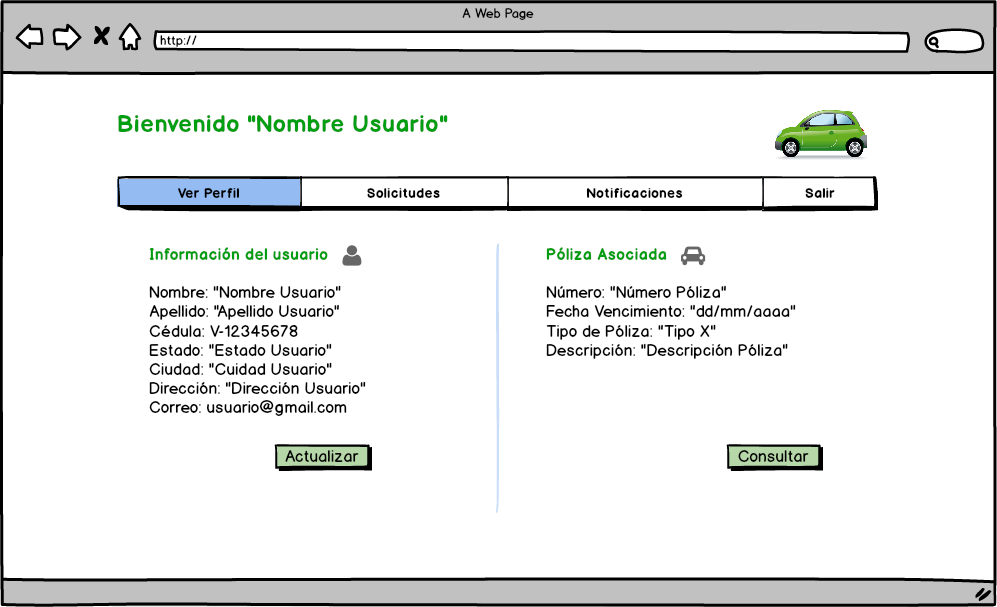 A Web Page
http://
Bienvenido "Nombre Usuario"
Ver Perfil Solicitudes Notificaciones Salir
Información del usuario
Nombre: "Nombre Usuario"
Apellido: "Apellido Usuario"
Cédula: V-12345678
Estado: "Estado Usuario"
Ciudad: "Cuidad Usuario"
Dirección: "Dirección Usuario"
Correo: usuario@gmail.com
Actualizar
Póliza Asociada
Número: "Número Póliza"
Fecha Vencimiento: "dd/mm/aaaa"
Tipo de Póliza: "Tipo X"
Descripción: "Descripción Póliza"
Consultar